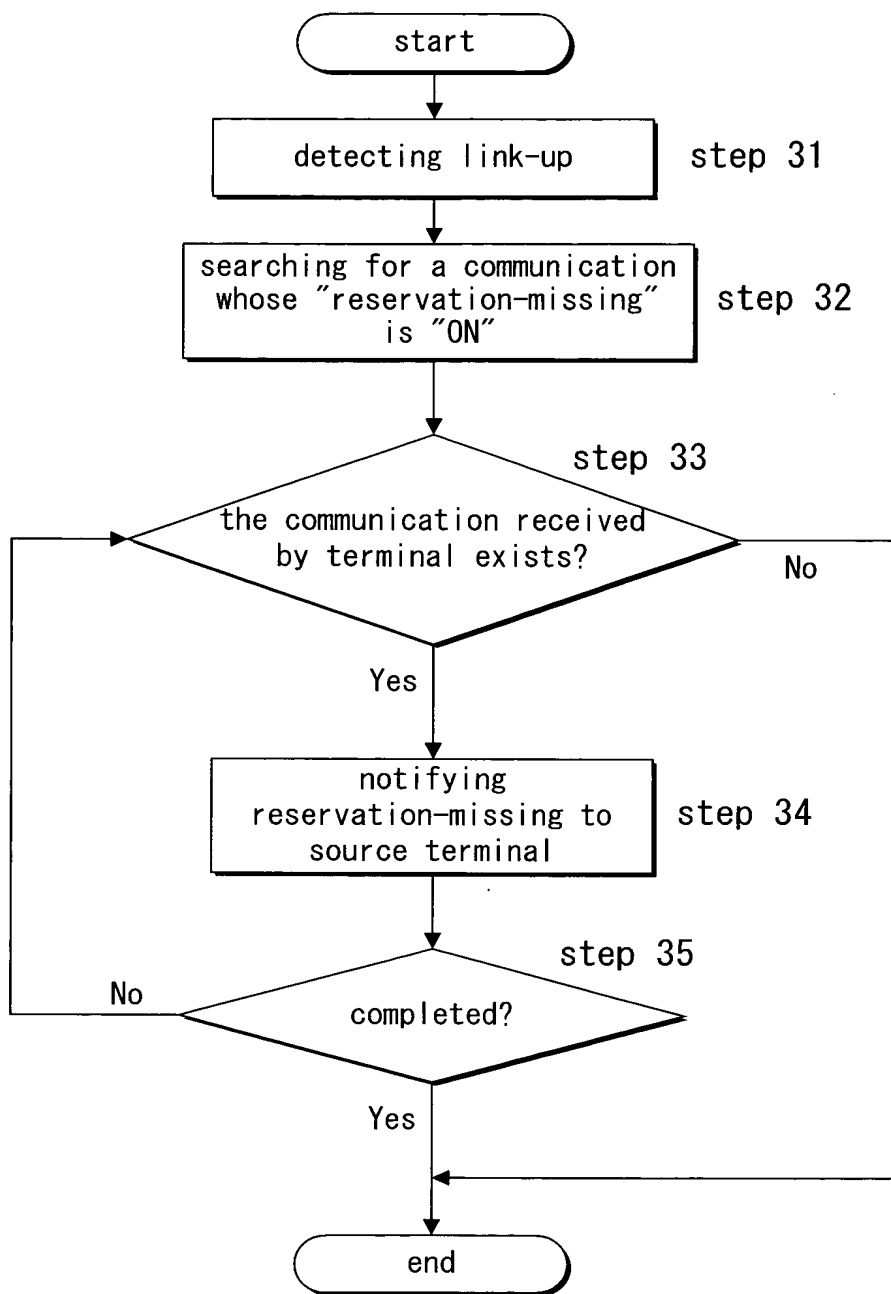 start
detecting link-up
step 31
searching for a communication
whose "reservation-missing"
is "ON"
step 32
step 33
the communication received
by terminal exists?
No
Yes
notifying
reservation-missing to
source terminal
step 34
step 35
No
completed?
Yes
end